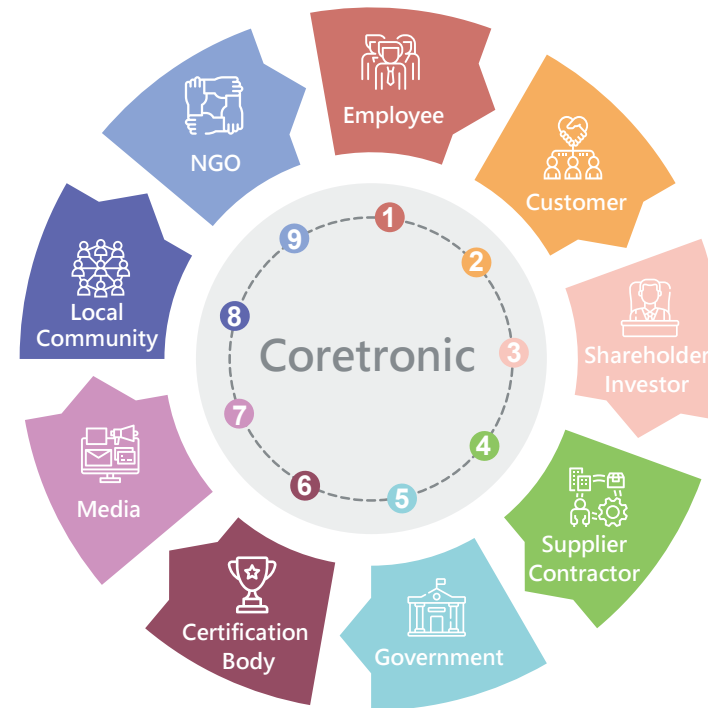 Employee
Customer
Shareholder
Investor
Supplier
Contractor
Government
Certification
Body
Media
Local
Community
NGO
1
2
3
4
5
6
7
8
9
Coretronic